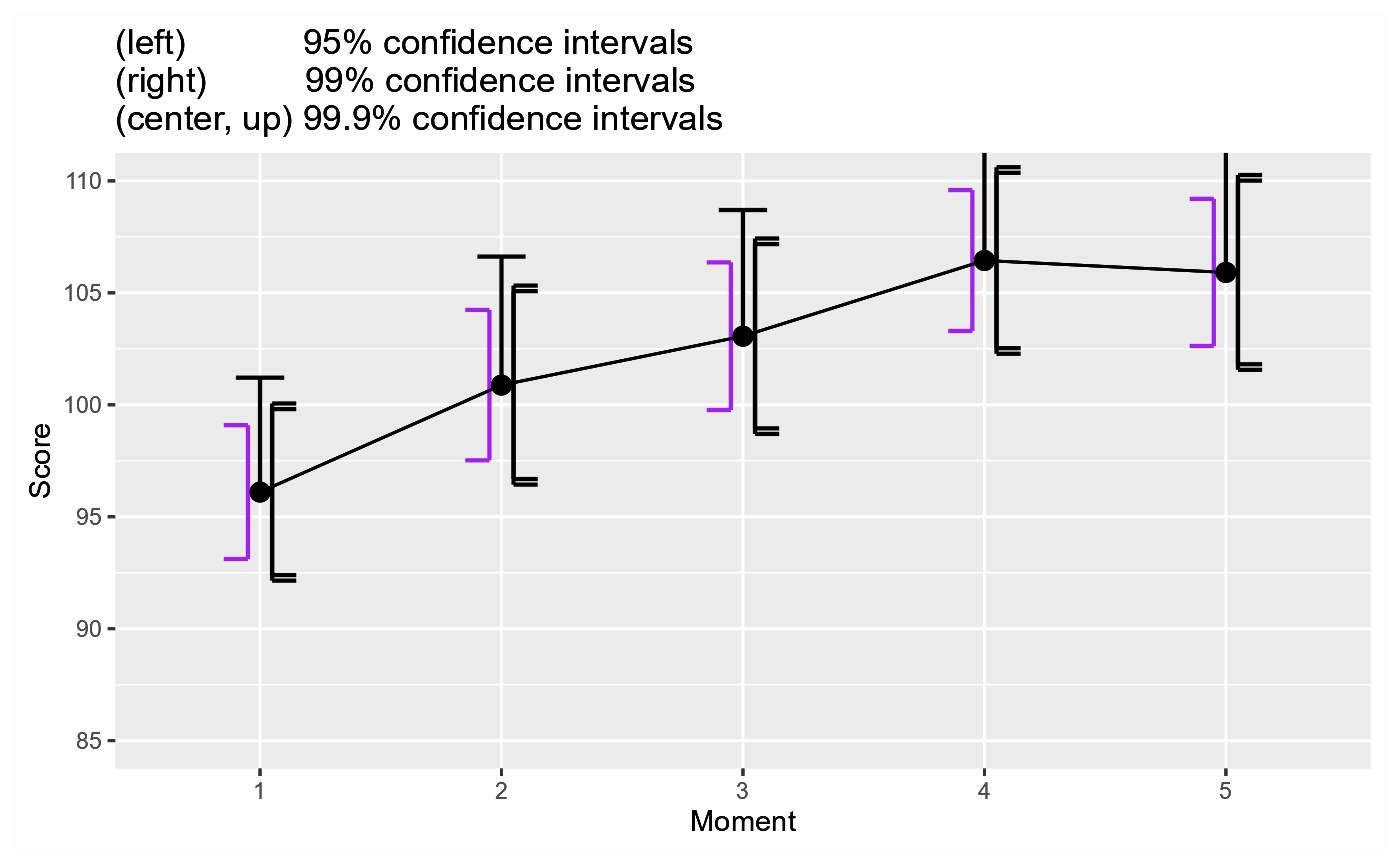 (left) 95% confidence intervals
(right) 99% confidence intervals
(center, up) 99.9% confidence intervals
110
105
100
95
90
85
Score
1 2 3 4 5
Moment